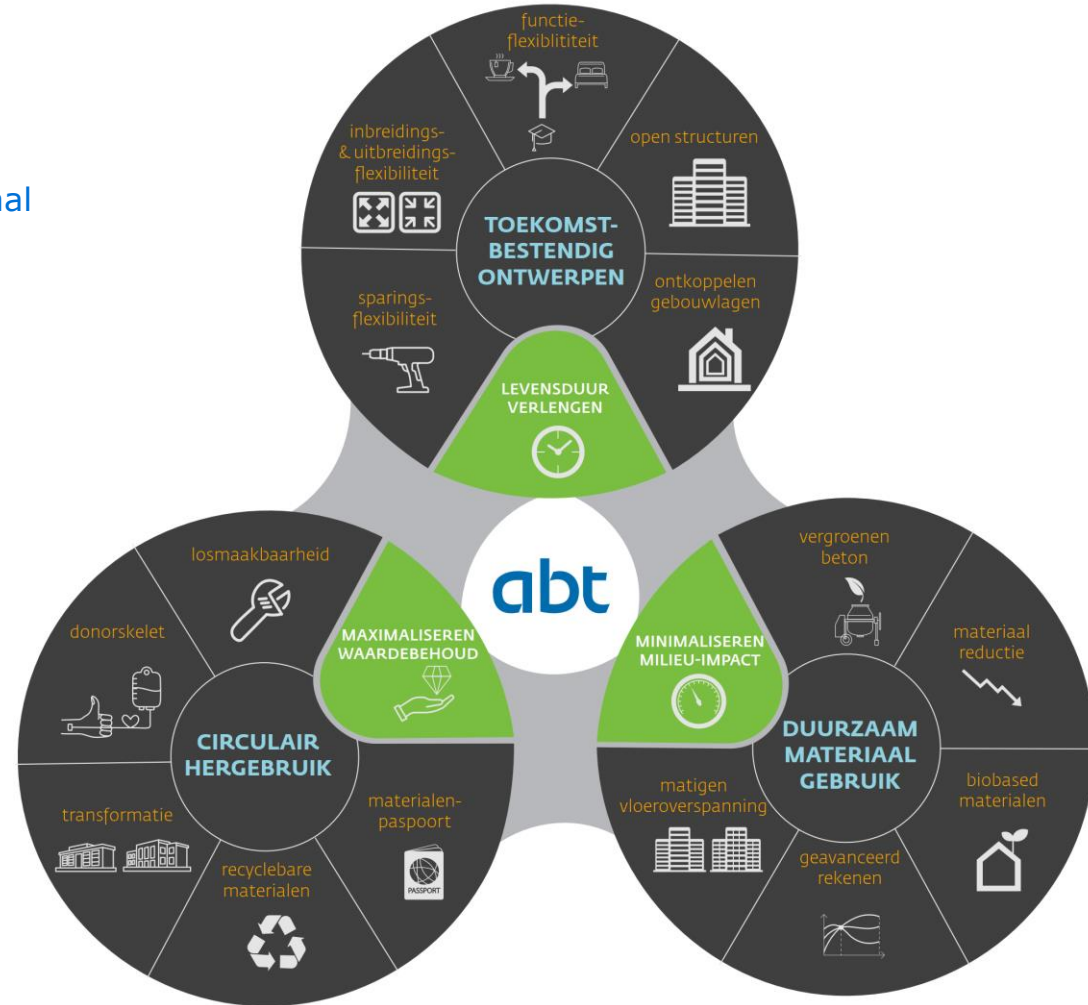 functie-
flexiblititeit
inbreidings-
& uitbreidings-
flexibiliteit
open structuren
aal
TOEKOMST-
BESTENDIG
ONTWERPEN
sparings-
flexibiliteit
ontkoppelen
gebouwlagen
LEVENSDUUR
VERLENGEN
abt
losmaakbaarheid
donorskelet
MAXIMALISEREN
WAARDEBEHOUD
CIRCULAIR
HERGEBRUIK
transformatie
materialen-
paspoort
PASSPORT
recyclebare
materialen
vergroenen
beton
MINIMALISEREN
MILIEU-IMPACT
materiaal
reductie
DUURZAAM
MATERIAAL
GEBRUIK
matigen
vloeroverspanning
biobased
materialen
geavanceerd
rekenen